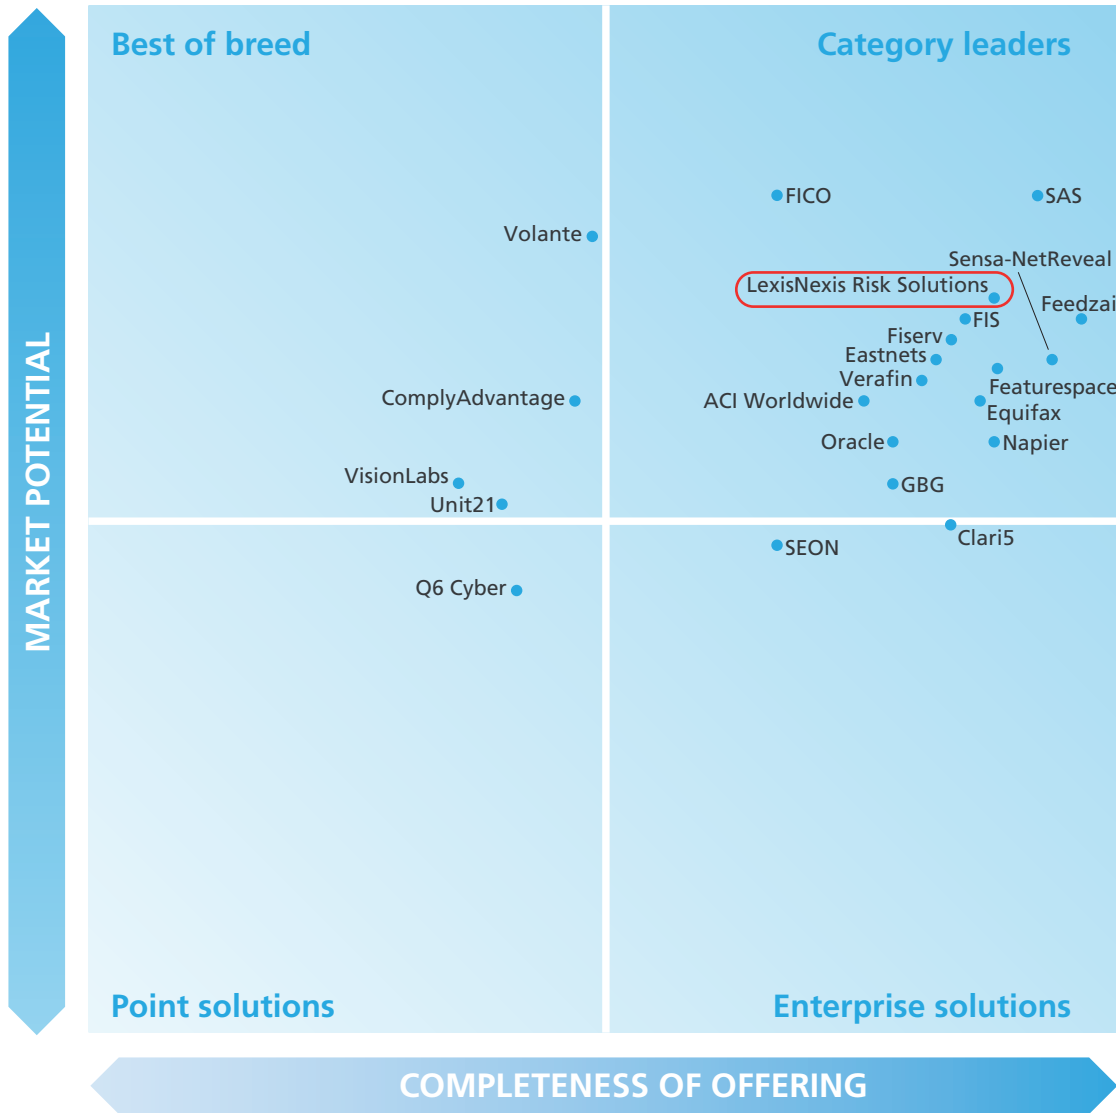 Best of breed
Category leaders
FICO
SAS
Volante
Sensa-NetReveal
LexisNexis Risk Solutions
Feedzai
FIS
Fiserv
Eastnets
Verafin
Featurespace
ComplyAdvantage
ACI Worldwide
Equifax
Oracle
Napier
VisionLabs
GBG
Unit21
Clari5
SEON
Q6 Cyber
MARKET POTENTIAL
Point solutions
Enterprise solutions
COMPLETENESS OF OFFERING